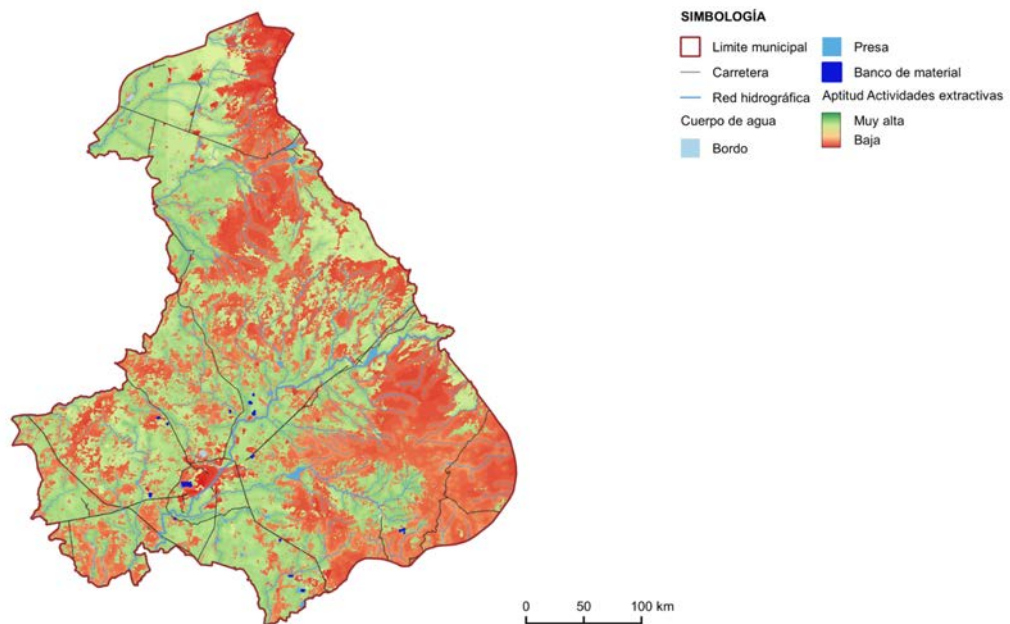 SIMBOLOGÍA
Limite municipal
Carretera
Red hidrográfica
Cuerpo de agua
Bordo
Presa
Banco de material
Aptitud Actividades extractivas
Muy alta
Baja
0 50 100 km